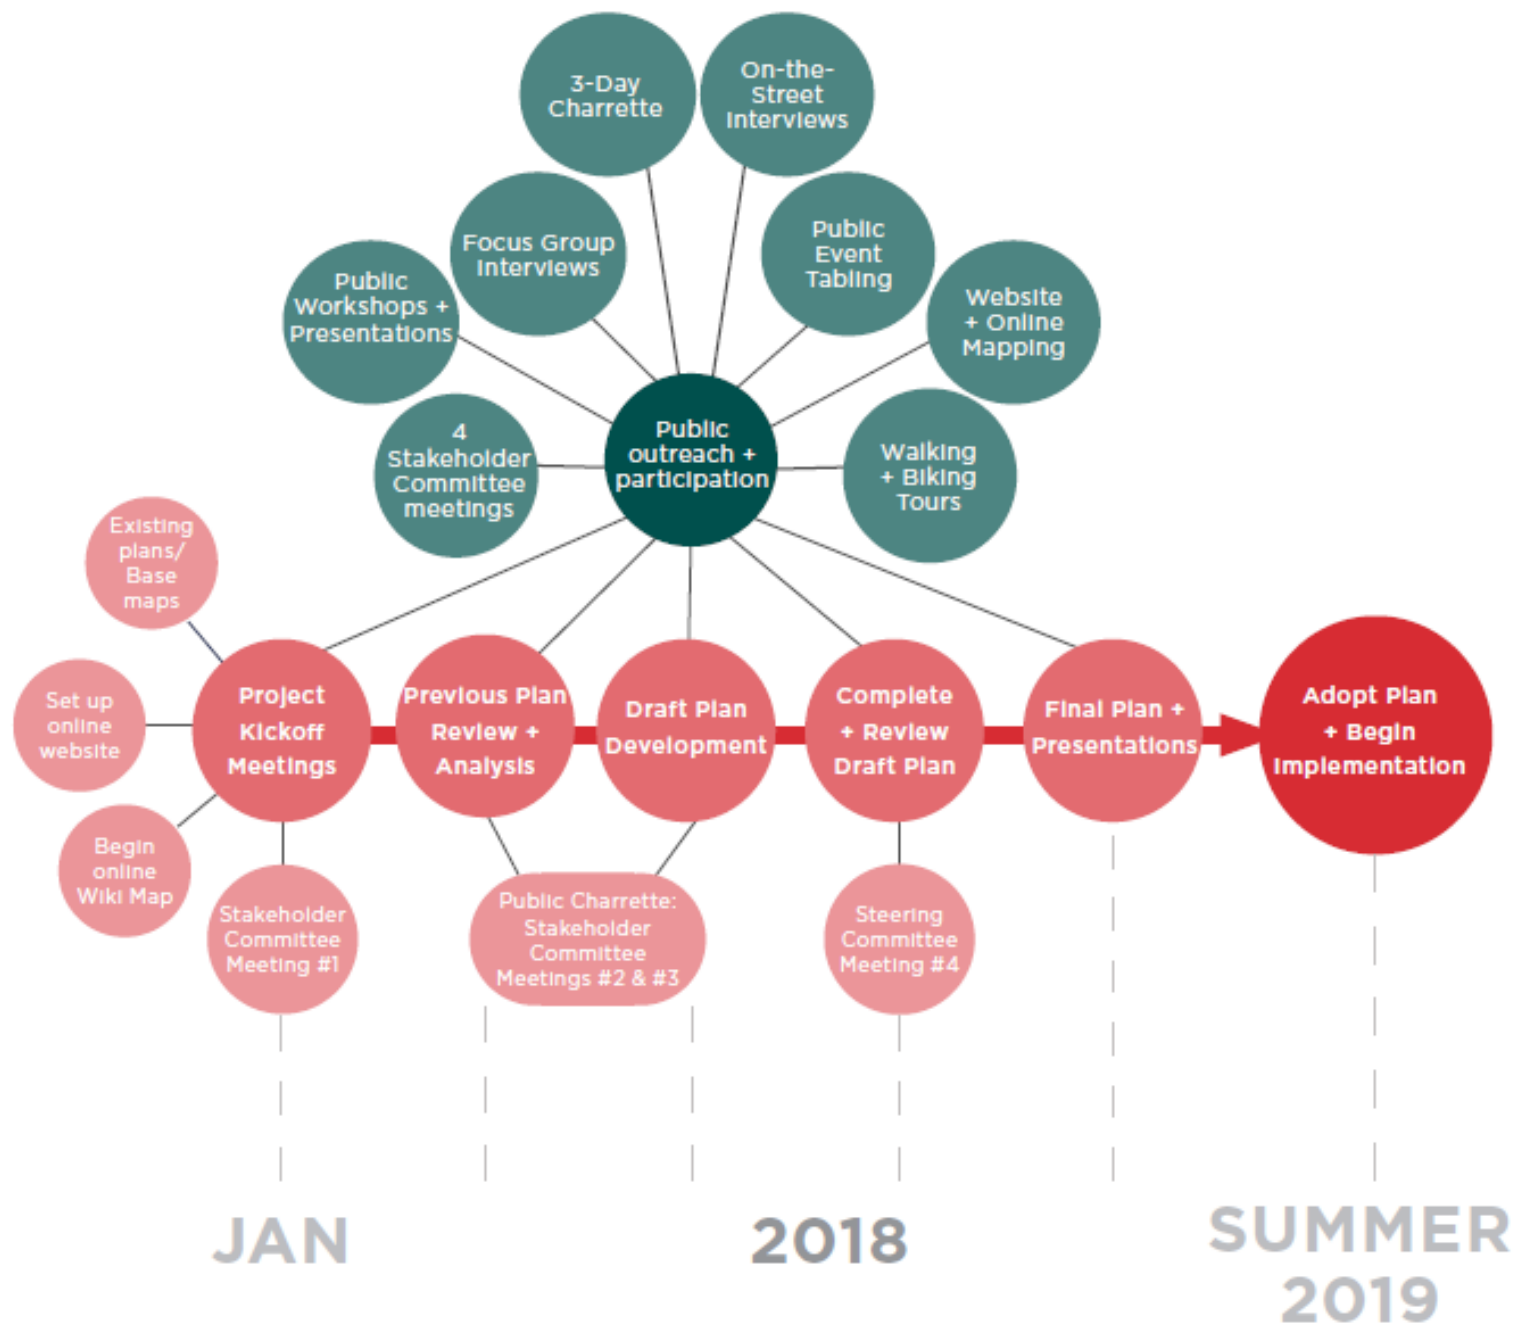 3-Day
Charrette
On-the-
Street
Interviews
Focus Group
Interviews
Public
Event
Tabling
Public
Workshops +
Presentations
Website
+ Online
Mapping
4
Stakeholder
Committee
meetings
Public
outreach +
participation
Walking
+ Biking
Tours
Existing
plans/
Base
maps
Set up
online
website
Begin
online
Wiki Map
Project
Kickoff
Meetings
Previous Plan
Review +
Analysis
Draft Plan
Development
Complete
+ Review
Draft Plan
Final Plan +
Presentations
Adopt Plan
+ Begin
Implementation
Stakeholder
Committee
Meeting #1
Public Charrette:
Stakeholder
Committee
Meetings #2 & #3
Steering
Committee
Meeting #4
JAN
2018
SUMMER
2019